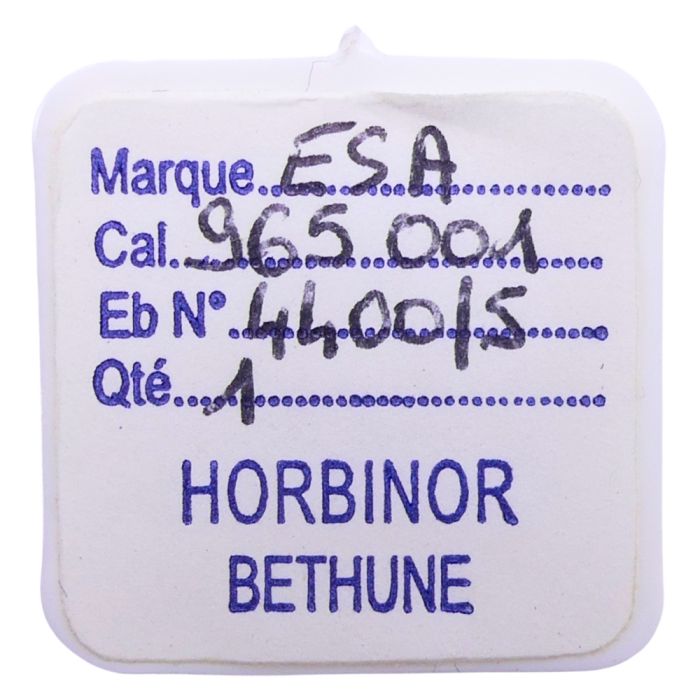 Marque ESA
Cal. 965.001
Eb N° 4400/5
Qté 1
HORBINOR
BETHUNE